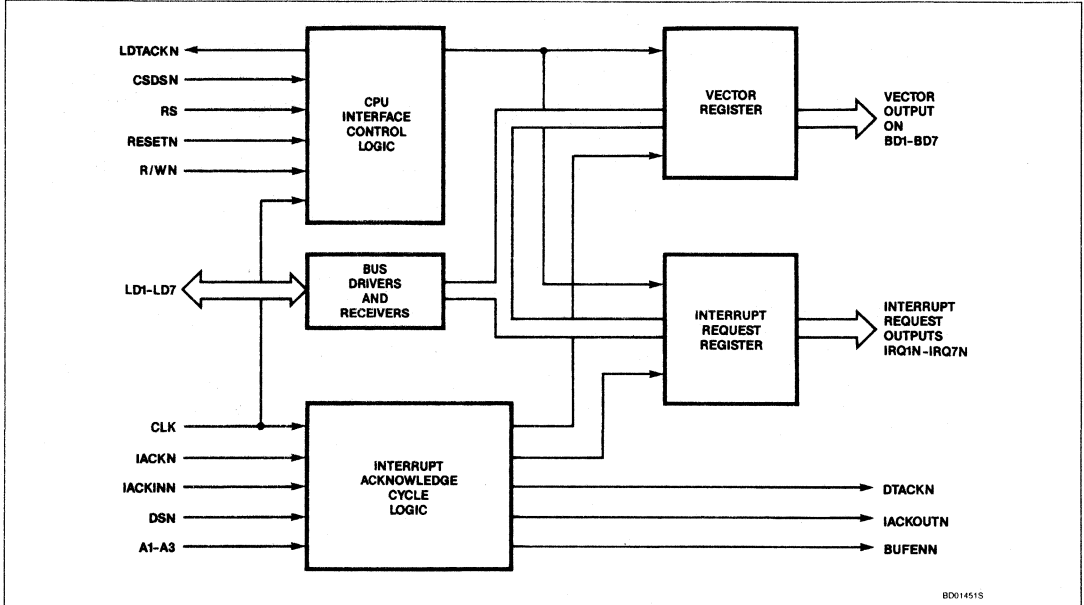 LDTACKN
CSDSN
RS
RESETN
R/WN
CPU
INTERFACE
CONTROL
LOGIC
VECTOR
REGISTER
VECTOR
OUTPUT
ON
BD1-BD7
LD1-LD7
BUS
DRIVERS
AND
RECEIVERS
INTERRUPT
REQUEST
REGISTER
INTERRUPT
REQUEST
OUTPUTS
IRQ1N-IRQ7N
CLK
IACKN
IACKINN
DSN
A1-A3
INTERRUPT
ACKNOWLEDGE
CYCLE
LOGIC
DTACKN
IACKOUTN
BUFENN
BD01451S